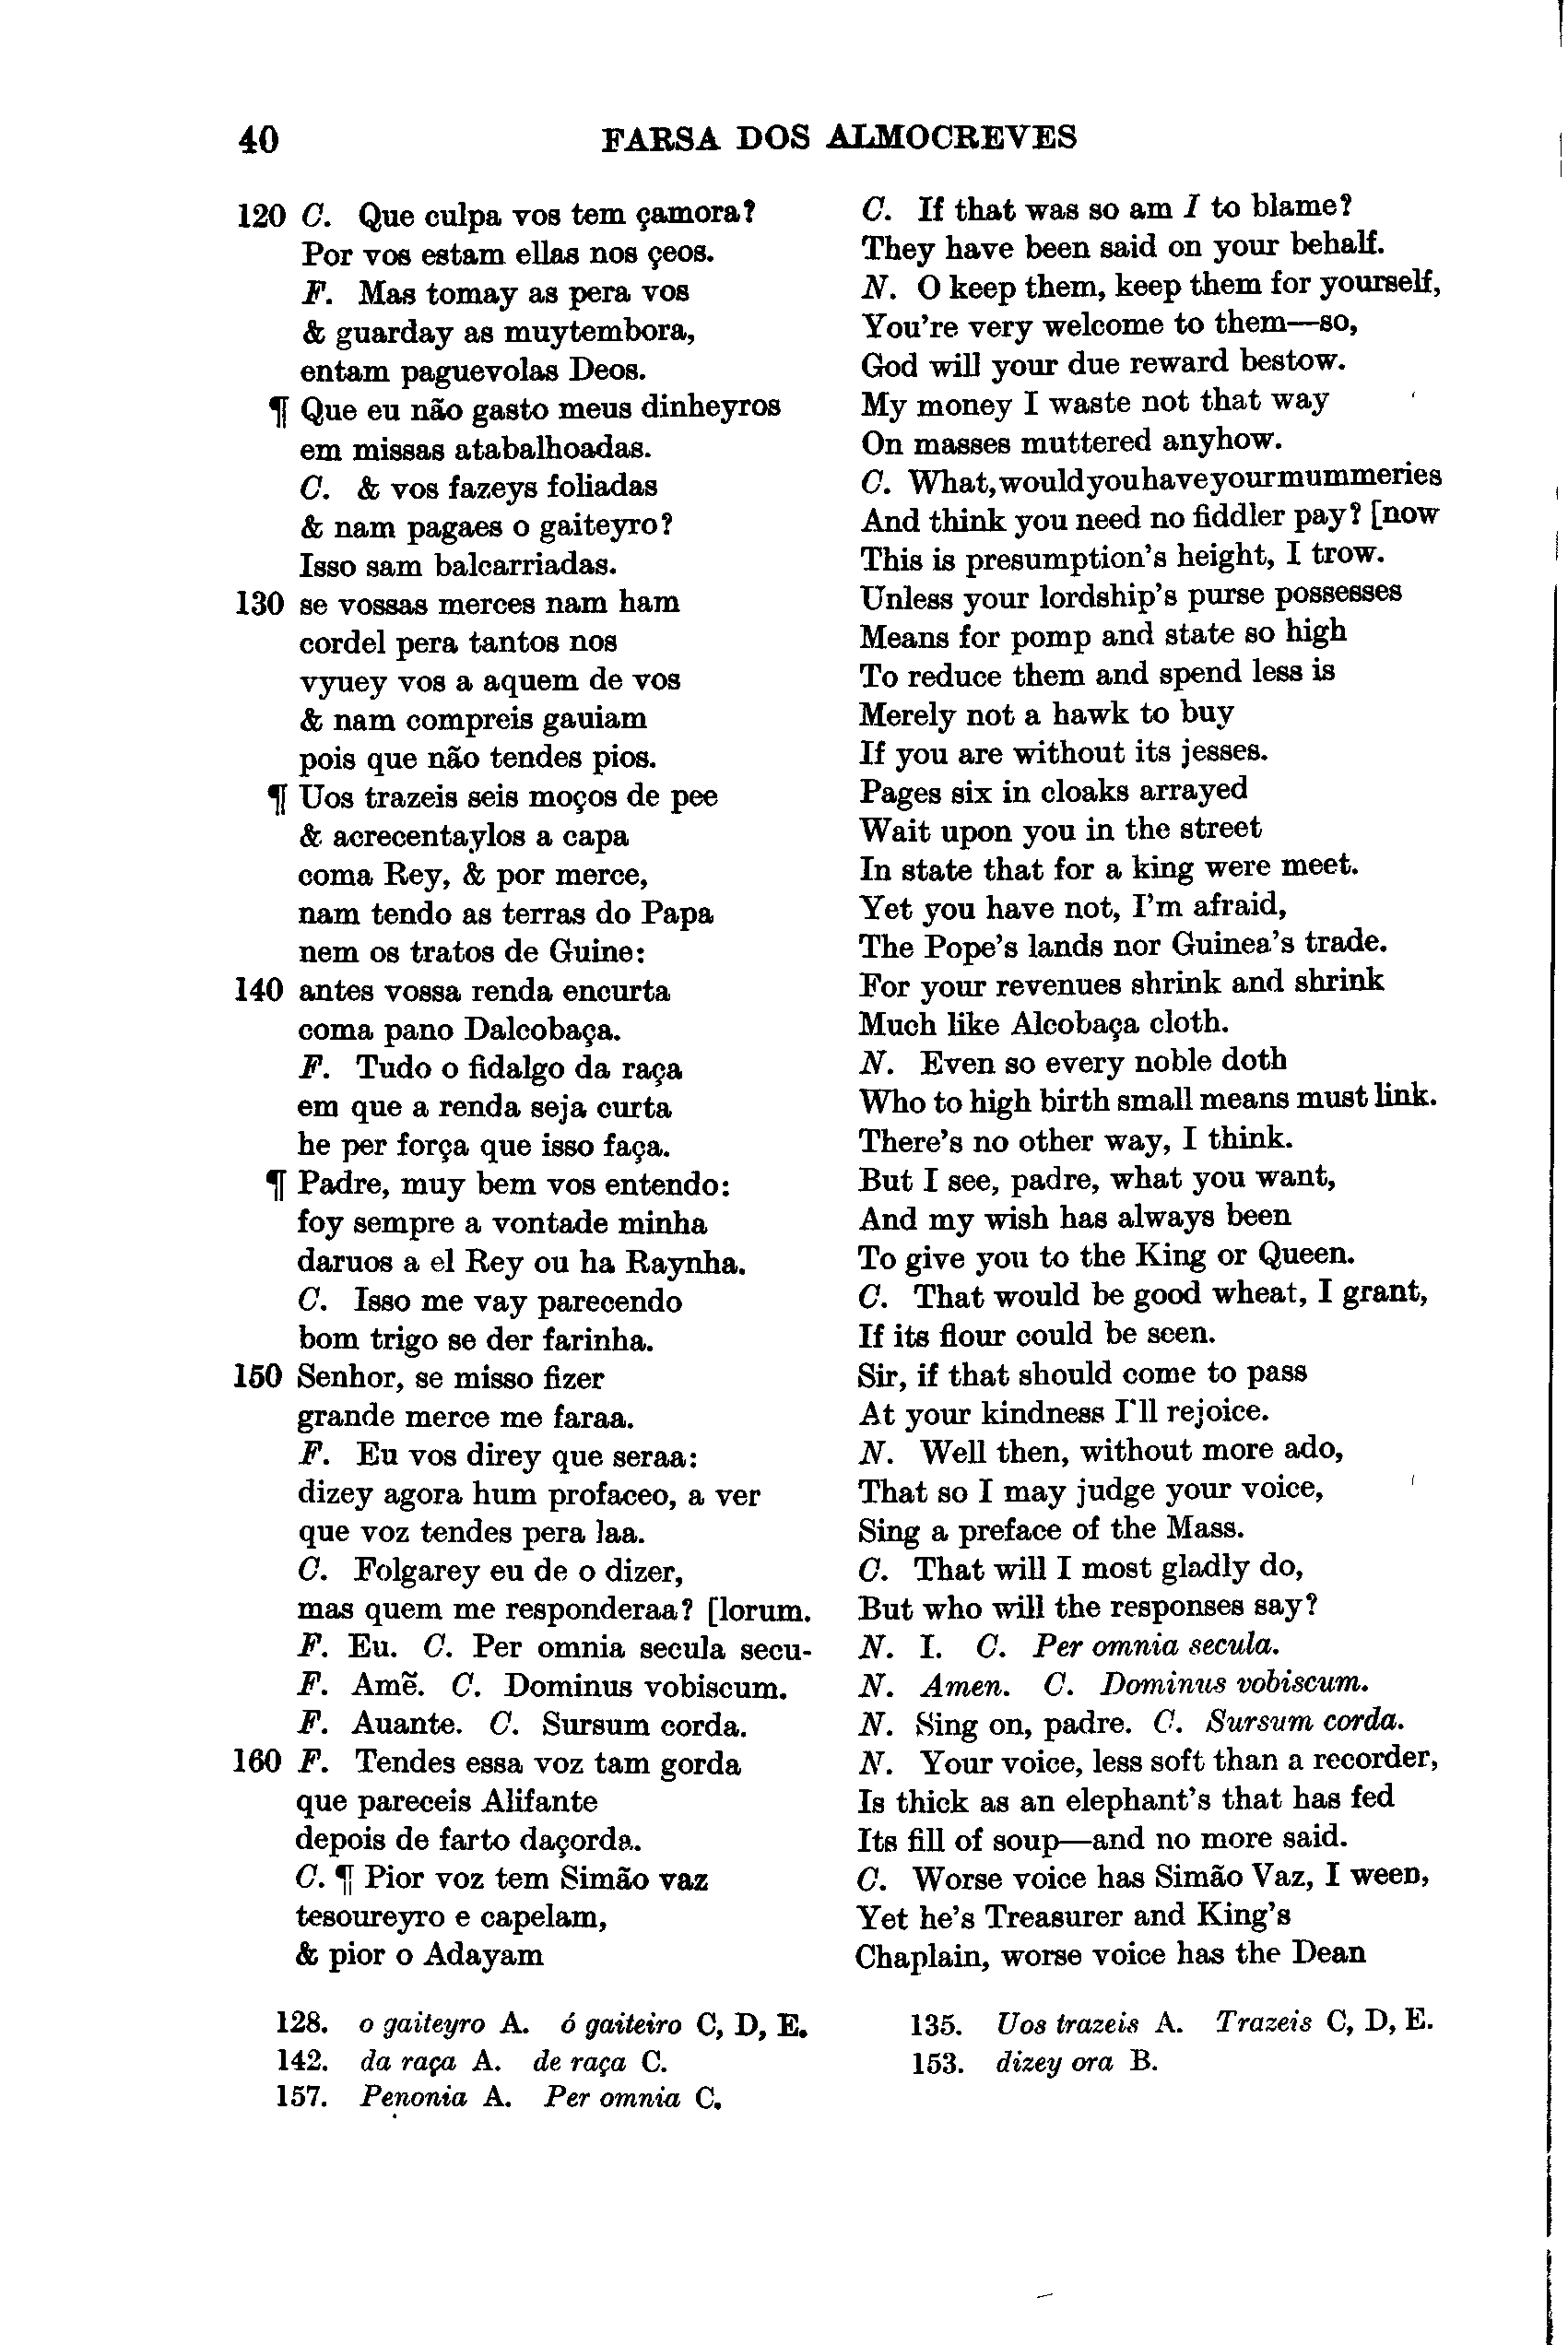 40 FARSA DOS ALMOCREVES
120 C. Que culpa vos tem çamora?
Por vos estam ellas nos çeos.
F. Mas tomay as pera vos
& guarday as muytembora,
entam paguevolas Deos.
¶ Que eu não gasto meus dinheyros
em missas atabalhoadas.
C. & vos fazeys foliadas
& nam pagaes o gaiteyro?
Isso sam balcarriadas.
130 se vossas merces nam ham
cordel pera tantos nos
vyuey vos a aquem de vos
& nam compreis gauiam
pois que não tendes pios.
¶ Uos trazeis seis moços de pee
& acrecentaylos a capa
coma Rey, & por merce,
nam tendo as terras do Papa
nem os tratos de Guine:
140 antes vossa renda encurta
coma pano Dalcobaça.
F. Tudo o fidalgo da raça
em que a renda seja curta
he per força que isso faça.
¶ Padre, muy bem vos entendo:
foy sempre a vontade minha
daruos a el Rey ou ha Raynha.
C. Isso me vay parecendo
bom trigo se der farinha.
150 Senhor, se misso fizer
grande merce me faraa.
F. Eu vos direy que seraa:
dizey agora hum profaceo, a ver
que voz tendes pera laa.
C. Folgarey eu de o dizer,
mas quem me responderaa? [lorum.
F. Eu. C. Per omnia secula secu-
F. Amẽ. C. Dominus vobiscum.
F. Auante. C. Sursum corda.
160 F. Tendes essa voz tam gorda
que pareceis Alifante
depois de farto daçorda.
C. ¶ Pior voz tem Simão vaz
tesoureyro e capelam,
& pior o Adayam
C. If that was so am I to blame?
They have been said on your behalf.
N. O keep them, keep them for yourself,
You're very welcome to them—so,
God will your due reward bestow.
My money I waste not that way
On masses muttered anyhow.
C. What, would you have your mummeries
And think you need no fiddler pay? [now
This is presumption's height, I trow.
Unless your lordship's purse possesses
Means for pomp and state so high
To reduce them and spend less is
Merely not a hawk to buy
If you are without its jesses.
Pages six in cloaks arrayed
Wait upon you in the street
In state that for a king were meet.
Yet you have not, I'm afraid,
The Pope's lands nor Guinea's trade.
For your revenues shrink and shrink
Much like Alcobaça cloth.
N. Even so every noble doth
Who to high birth small means must link.
There's no other way, I think.
But I see, padre, what you want,
And my wish has always been
To give you to the King or Queen.
C. That would be good wheat, I grant,
If its flour could be seen.
Sir, if that should come to pass
At your kindness I'll rejoice.
N. Well then, without more ado,
That so I may judge your voice,
Sing a preface of the Mass.
C. That will I most gladly do,
But who will the responses say?
N. I. C. Per omnia secula.
N. Amen. C. Dominus vobiscum.
N. Sing on, padre. C. Sursum corda.
N. Your voice, less soft than a recorder,
Is thick as an elephant's that has fed
Its fill of soup—and no more said.
C. Worse voice has Simão Vaz, I ween,
Yet he's Treasurer and King's
Chaplain, worse voice has the Dean
128. o gaiteyro A. ó gaiteiro C, D, E.
142. da raça A. de raça C.
157. Penonia A. Per omnia C.
135. Uos trazeis A. Trazeis C, D, E.
153. dizey ora B.